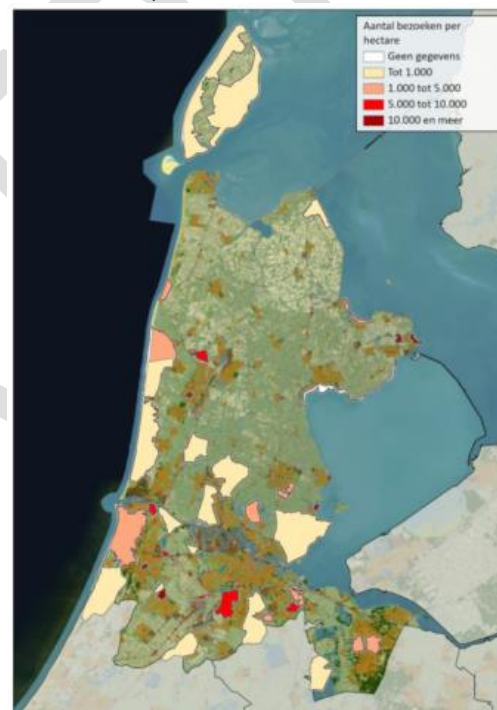 Aantal bezoeken per
hectare
Geen gegevens
Tot 1.000
1.000 tot 5.000
5.000 tot 10.000
10.000 en meer